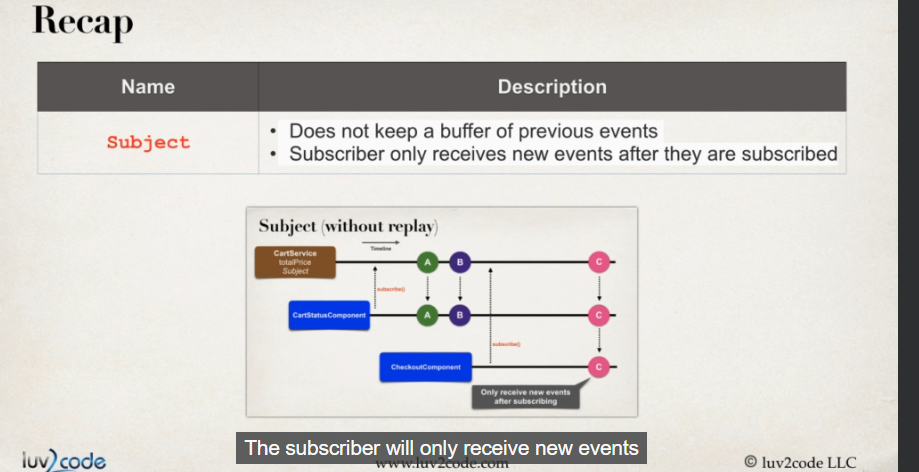 Recap
Name Description
Subject
• Does not keep a buffer of previous events
• Subscriber only receives new events after they are subscribed
Subject (without replay)
Timeline
CartService
totalPrice
Subject
A B C
subscribe()
CartStatusComponent
A B C
subscribe()
CheckoutComponent
C
Only receive new events
after subscribing
The subscriber will only receive new events
luv2code
www.luv2code.com
© luv2code LLC